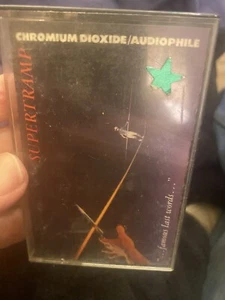 CHROMIUM DIOXIDE/AUDIOPHILE
SUPERTRAMP
"...famous last words..."